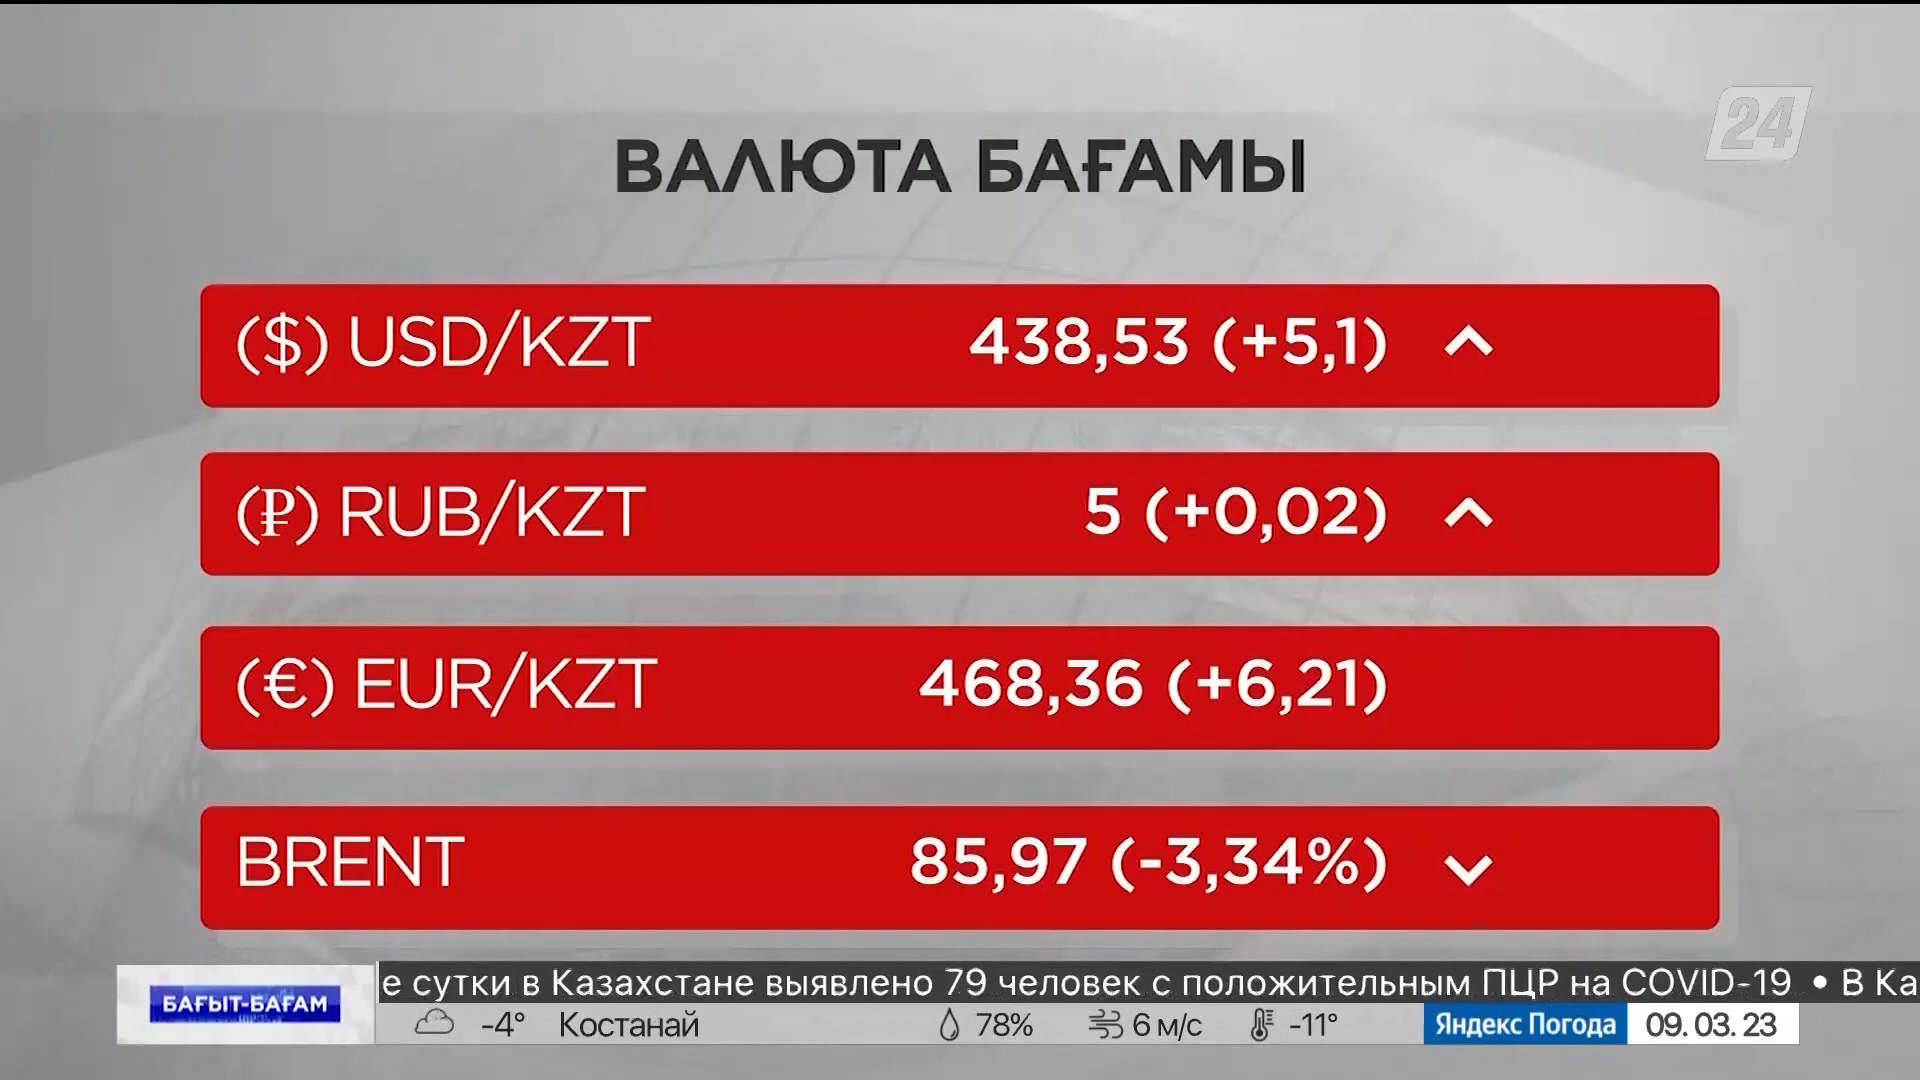 24
ВАЛЮТА БАҒАМЫ
($) USD/KZT 438,53 (+5,1)
(₽) RUB/KZT 5 (+0,02)
(€) EUR/KZT 468,36 (+6,21)
BRENT 85,97 (-3,34%)
БАҒЫТ-БАҒАМ
е сутки в Казахстане выявлено 79 человек с положительным ПЦР на COVID-19 • В Ка
-4° Костанай 78% 6 м/с -11° Яндекс Погода 09. 03. 23